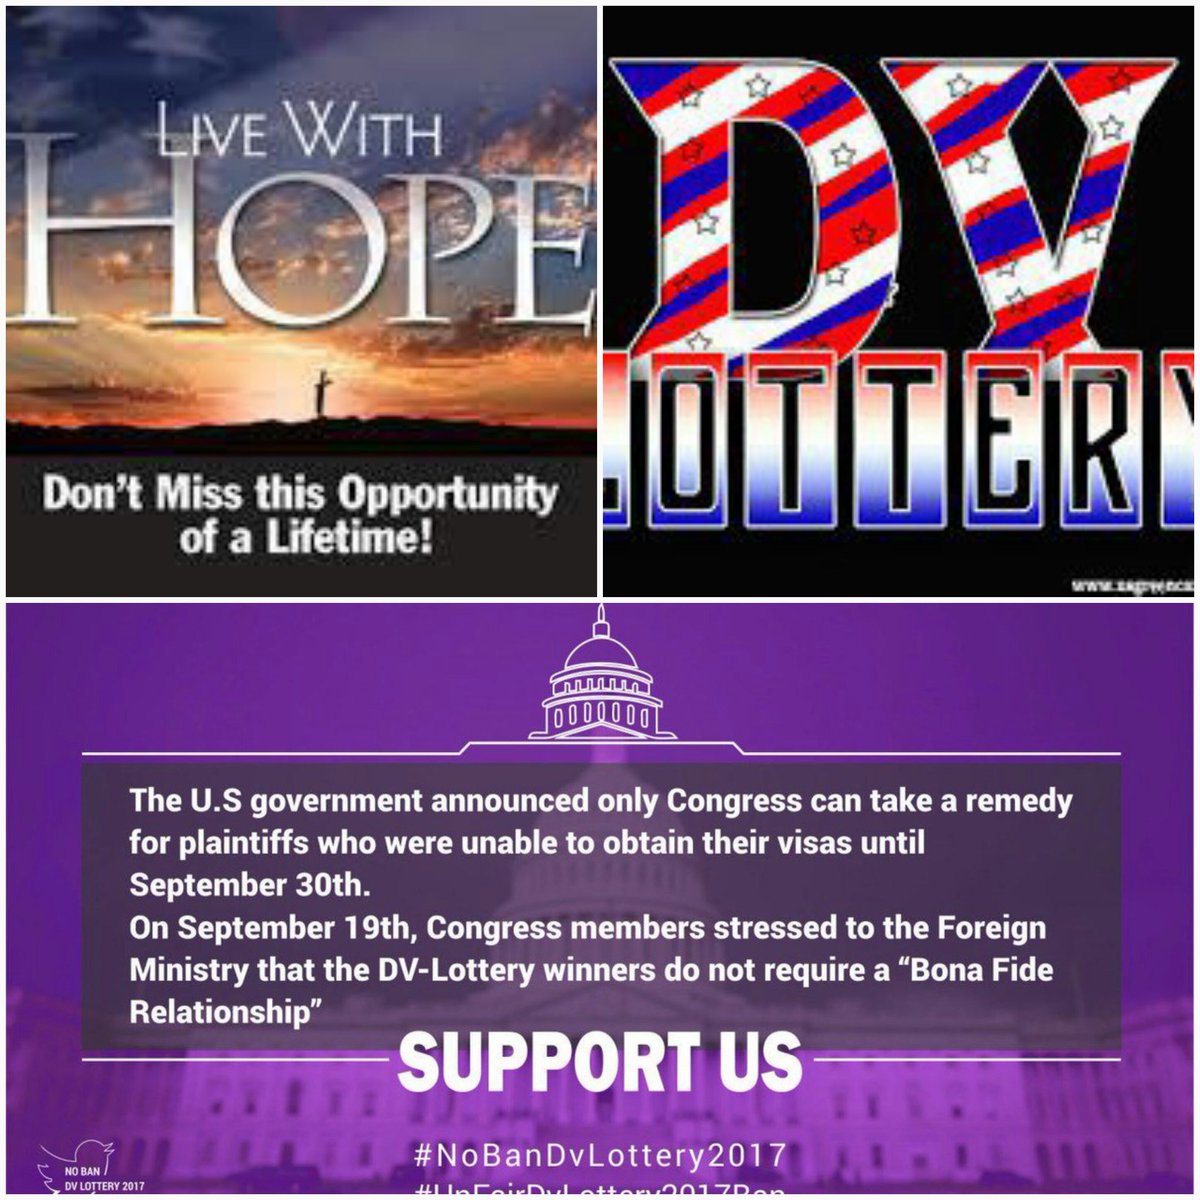 LIVE WITH
HOPE
Don't Miss this Opportunity
of a Lifetime!
DV
LOTTERY
The U.S government announced only Congress can take a remedy
for plaintiffs who were unable to obtain their visas until
September 30th.
On September 19th, Congress members stressed to the Foreign
Ministry that the DV-Lottery winners do not require a “Bona Fide
Relationship”
SUPPORT US
#NoBanDvLottery2017
#UnFairDvLottery2017Ban
NO BAN
DV LOTTERY 2017